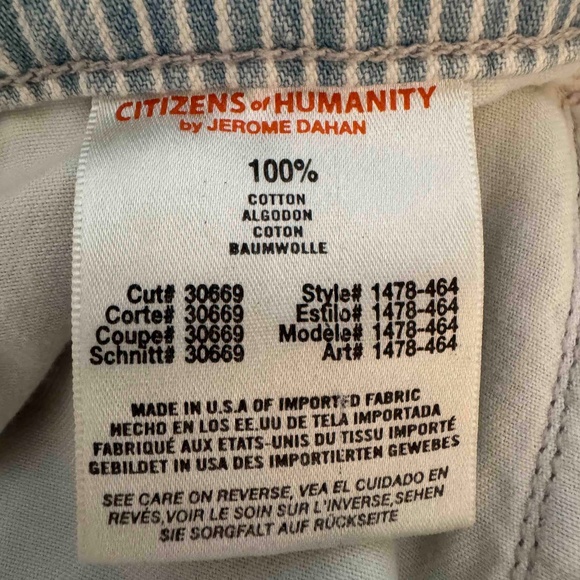 CITIZENS of HUMANITY
by JEROME DAHAN
100%
COTTON
ALGODON
COTON
BAUMWOLLE
Cut# 30669 Style# 1478-464
Corte# 30669 Estilo# 1478-464
Coupe# 30669 Modèle# 1478-464
Schnitt# 30669 Art# 1478-464
MADE IN U.S.A OF IMPORTED FABRIC
HECHO EN LOS EE.UU DE TELA IMPORTADA
FABRIQUÉ AUX ETATS-UNIS DU TISSU IMPORTÉ
GEBILDET IN USA DES IMPORTIERTEN GEWEBES
SEE CARE ON REVERSE, VEA EL CUIDADO EN
REVÉS,VOIR LE SOIN SUR L'INVERSE,SEHEN
SIE SORGFALT AUF RÜCKSEITE